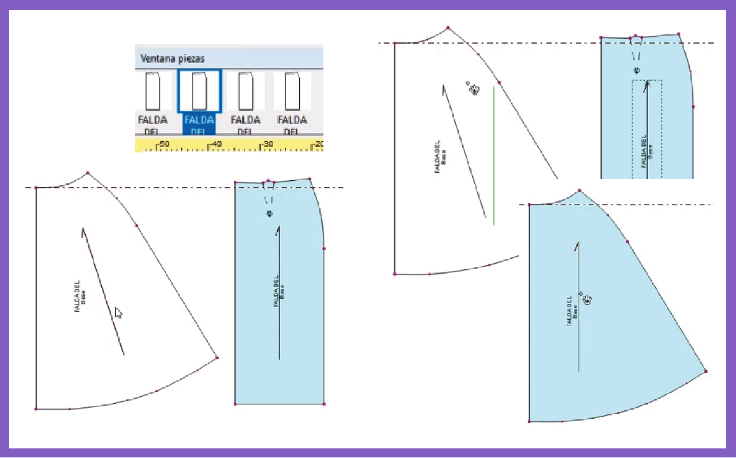 Ventana piezas
FALDA FALDA FALDA FALDA
DEL DEL DEL DEL
-50 -40 -30 -20
FALDA DEL
Base
FALDA DEL
Base
FALDA DEL
Base
FALDA DEL
Base
FALDA DEL
Base